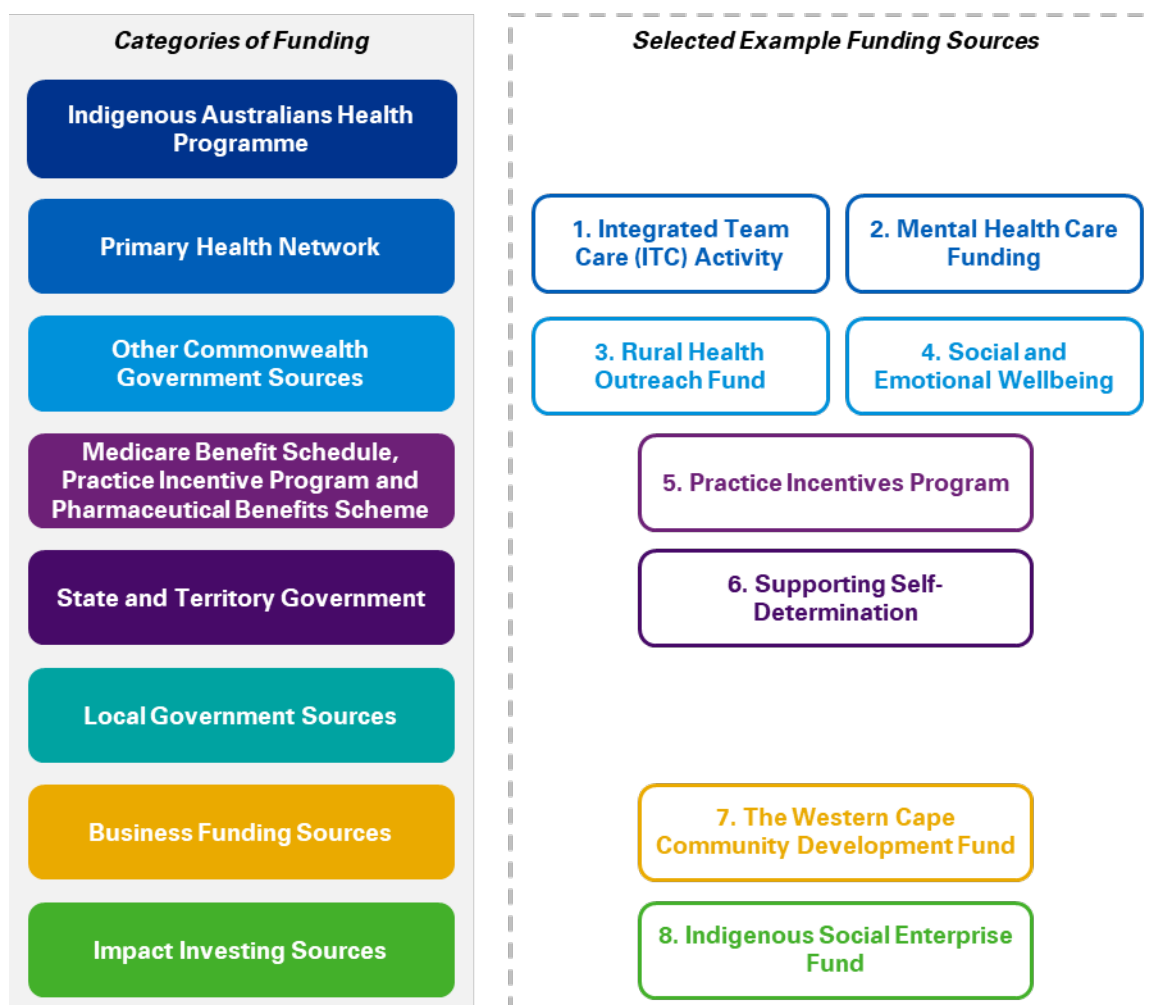 Categories of Funding
Selected Example Funding Sources
Indigenous Australians Health
Programme
Primary Health Network
1. Integrated Team
Care (ITC) Activity
2. Mental Health Care
Funding
Other Commonwealth
Government Sources
3. Rural Health
Outreach Fund
4. Social and
Emotional Wellbeing
Medicare Benefit Schedule,
Practice Incentive Program and
Pharmaceutical Benefits Scheme
5. Practice Incentives Program
State and Territory Government
6. Supporting Self-
Determination
Local Government Sources
Business Funding Sources
7. The Western Cape
Community Development Fund
Impact Investing Sources
8. Indigenous Social Enterprise
Fund